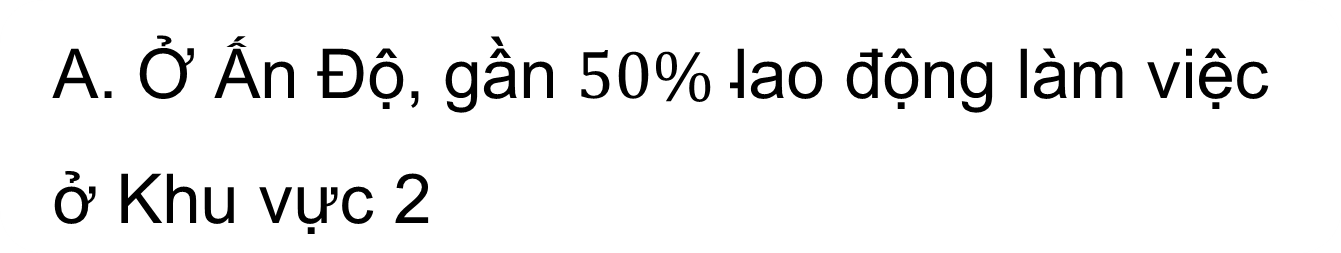 A. Ở Ấn Độ, gần 50% lao động làm việc
ở Khu vực 2